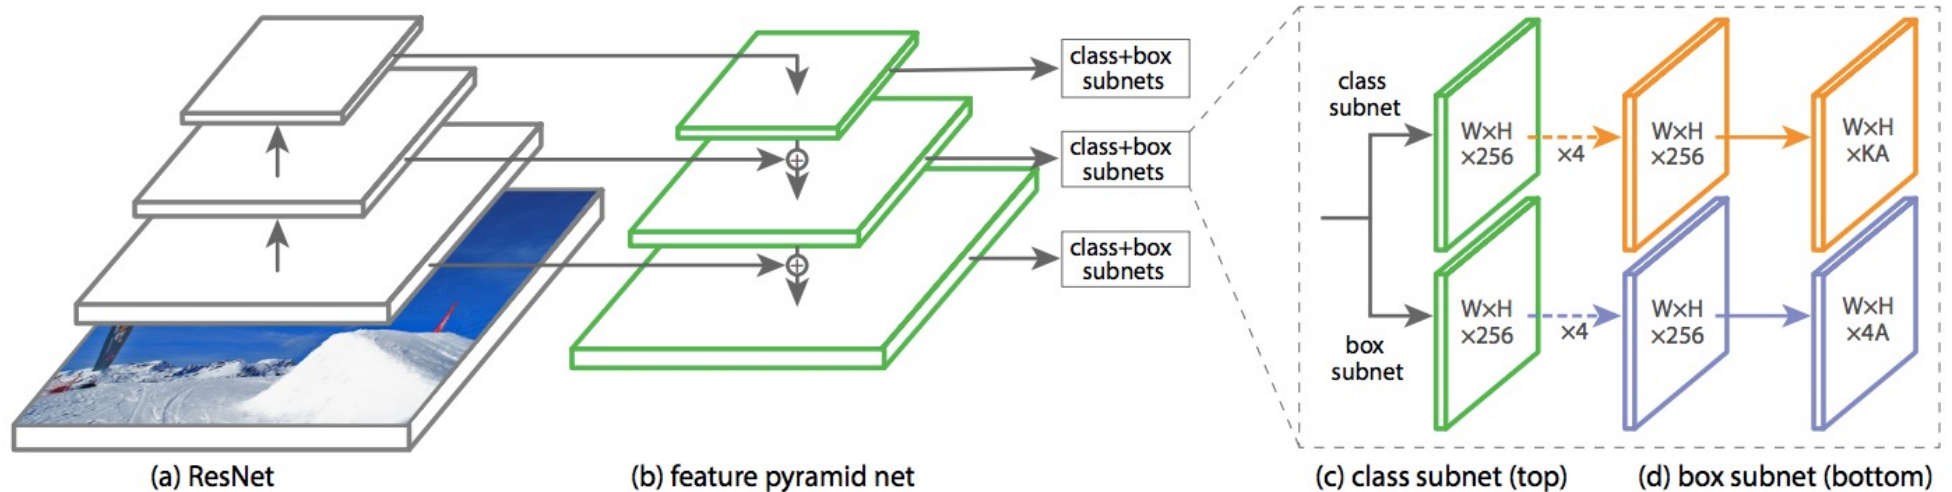 class+box
subnets
class+box
subnets
class+box
subnets
class
subnet
W×H
×256
×4
W×H
×256
W×H
×KA
box
subnet
W×H
×256
×4
W×H
×256
W×H
×4A
(a) ResNet
(b) feature pyramid net
(c) class subnet (top)
(d) box subnet (bottom)